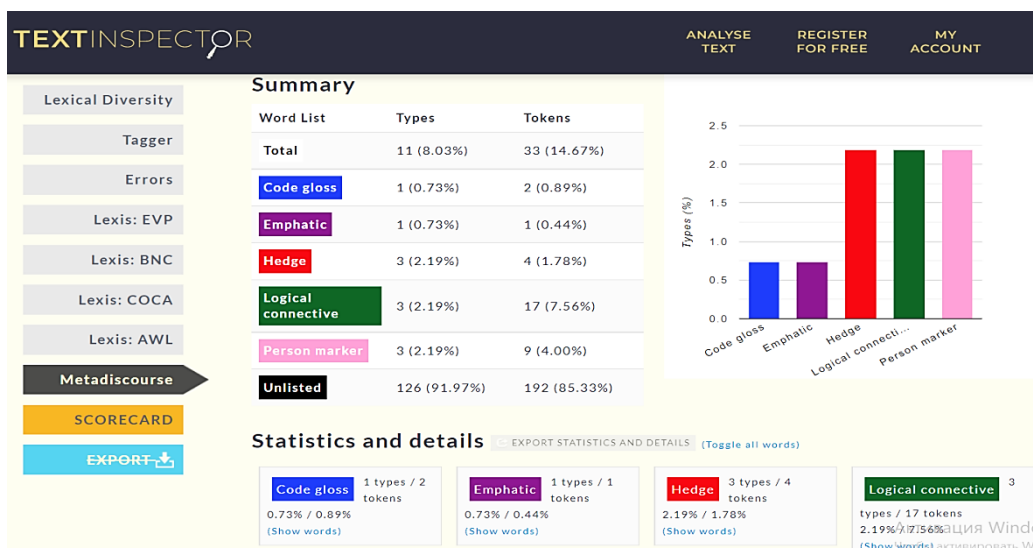 TEXTINSPECTOR
ANALYSE TEXT
REGISTER FOR FREE
MY ACCOUNT
Lexical Diversity
Tagger
Errors
Lexis: EVP
Lexis: BNC
Lexis: COCA
Lexis: AWL
Metadiscourse
SCORECARD
EXPORT
Summary
Word List Types Tokens
Total 11 (8.03%) 33 (14.67%)
Code gloss 1 (0.73%) 2 (0.89%)
Emphatic 1 (0.73%) 1 (0.44%)
Hedge 3 (2.19%) 4 (1.78%)
Logical connective 3 (2.19%) 17 (7.56%)
Person marker 3 (2.19%) 9 (4.00%)
Unlisted 126 (91.97%) 192 (85.33%)
2.5
2.0
1.5
1.0
0.5
0.0
Types (%)
Code gloss
Emphatic
Hedge
Logical connecti...
Person marker
Statistics and details EXPORT STATISTICS AND DETAILS (Toggle all words)
Code gloss 1 types / 2
tokens
0.73% / 0.89%
(Show words)
Emphatic 1 types / 1
tokens
0.73% / 0.44%
(Show words)
Hedge 3 types / 4
tokens
2.19% / 1.78%
(Show words)
Logical connective 3
types / 17 tokens
2.19% / 7.56%
(Show words)